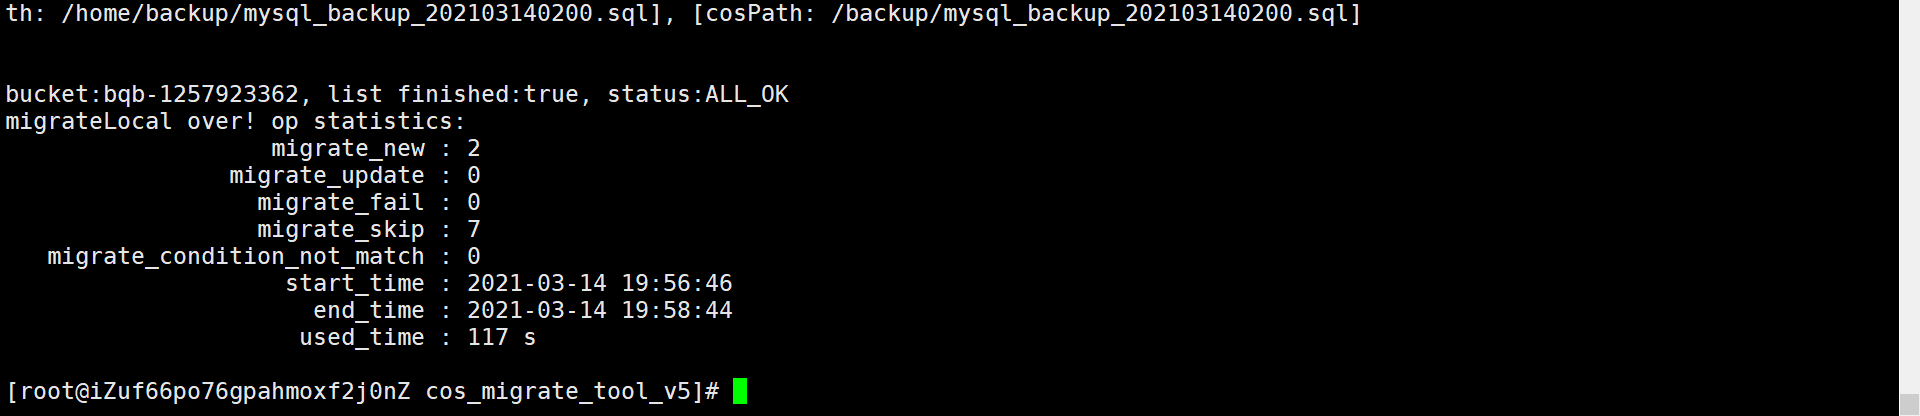 th: /home/backup/mysql_backup_202103140200.sql], [cosPath: /backup/mysql_backup_202103140200.sql]
bucket:bqb-1257923362, list finished:true, status:ALL_OK
migrateLocal over! op statistics:
migrate_new : 2
migrate_update : 0
migrate_fail : 0
migrate_skip : 7
migrate_condition_not_match : 0
start_time : 2021-03-14 19:56:46
end_time : 2021-03-14 19:58:44
used_time : 117 s
[root@iZuf66po76gpahmoxf2j0nZ cos_migrate_tool_v5]#